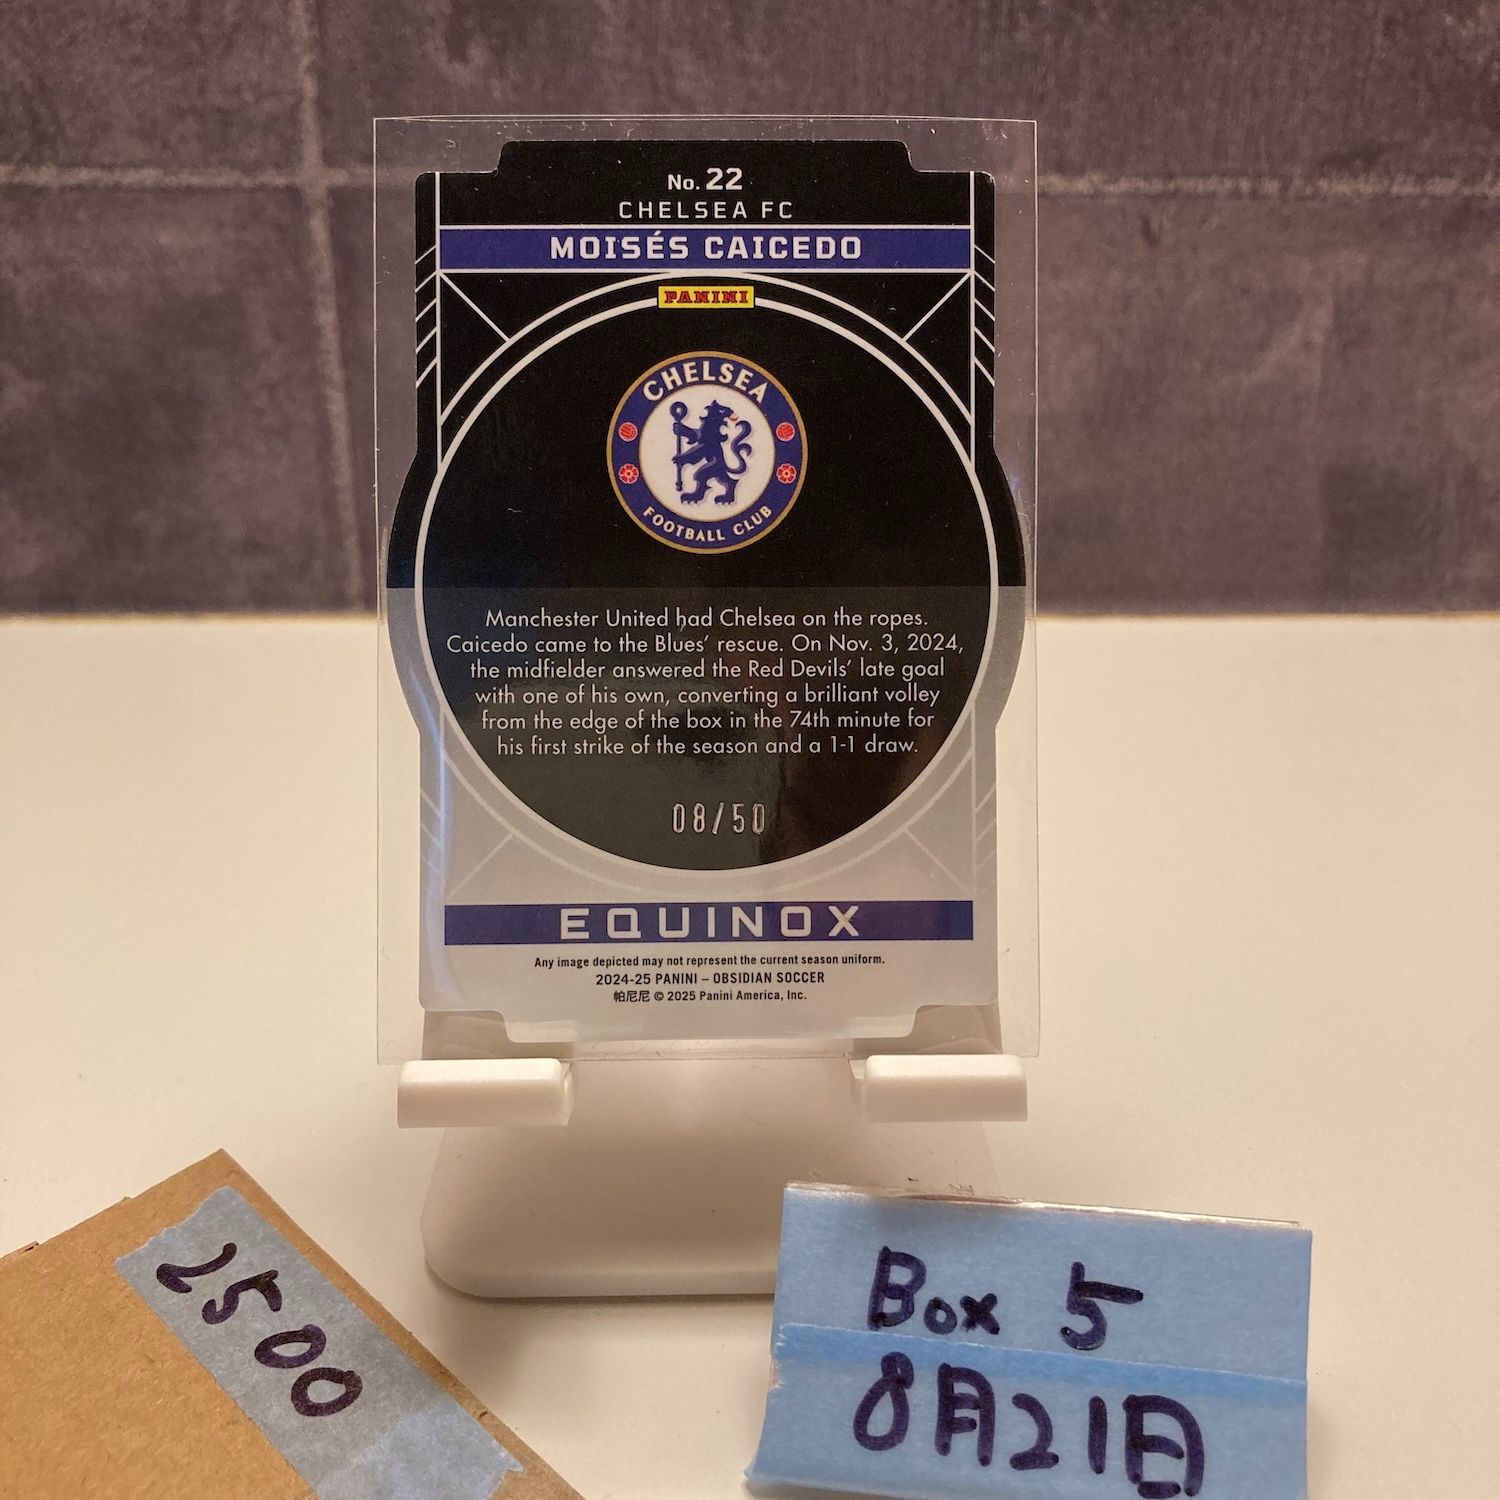 No. 22
CHELSEA FC
MOISÉS CAICEDO
PANINI
CHELSEA
FOOTBALL CLUB
Manchester United had Chelsea on the ropes.
Caicedo came to the Blues’ rescue. On Nov. 3, 2024,
the midfielder answered the Red Devils’ late goal
with one of his own, converting a brilliant volley
from the edge of the box in the 74th minute for
his first strike of the season and a 1-1 draw.
08/50
EQUINOX
Any image depicted may not represent the current season uniform.
2024-25 PANINI – OBSIDIAN SOCCER
帕尼尼 © 2025 Panini America, Inc.
2500
Box 5
8月21日